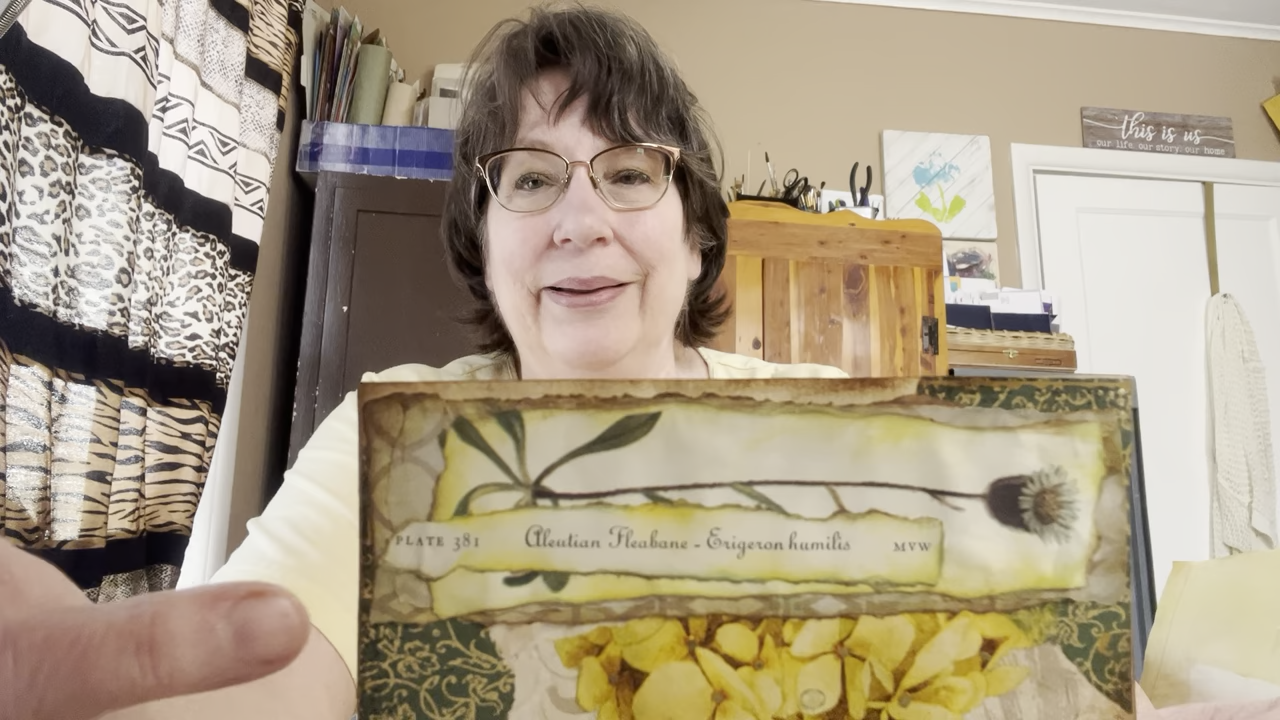 this is us
our life. our story. our home
PLATE 381 Aleutian Fleabane - Erigeron humilis MVW